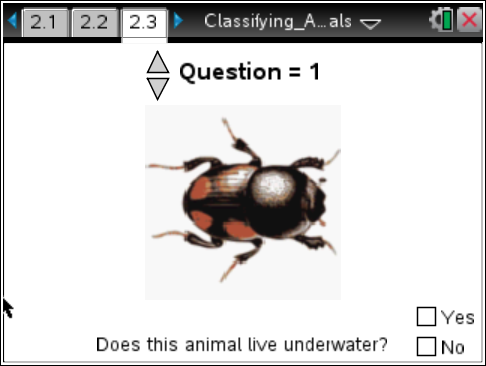 2.1 2.2 2.3 Classifying_A...als
Question = 1
Yes
Does this animal live underwater?
No